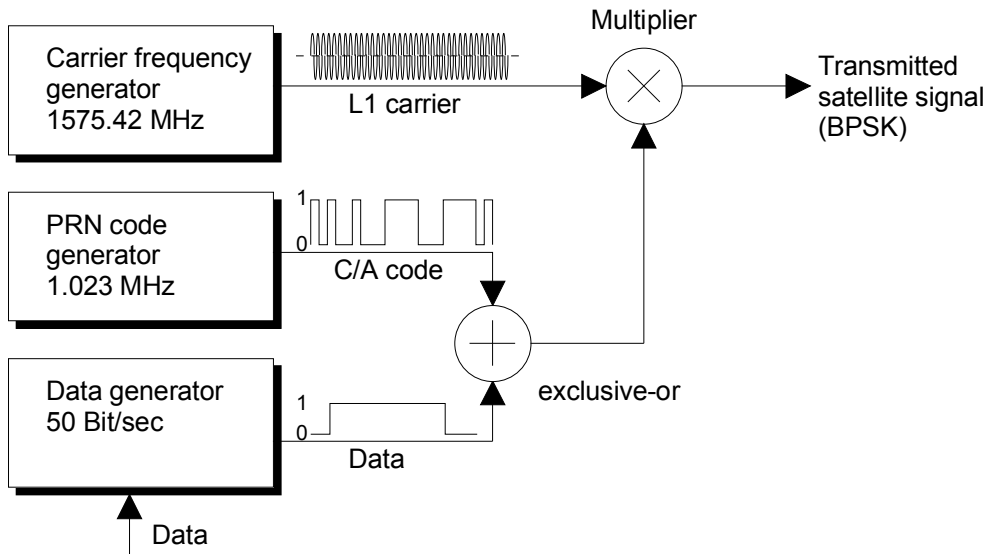 Multiplier
Carrier frequency
generator
1575.42 MHz
L1 carrier
Transmitted
satellite signal
(BPSK)
PRN code
generator
1.023 MHz
1
0
C/A code
exclusive-or
Data generator
50 Bit/sec
1
0
Data
Data